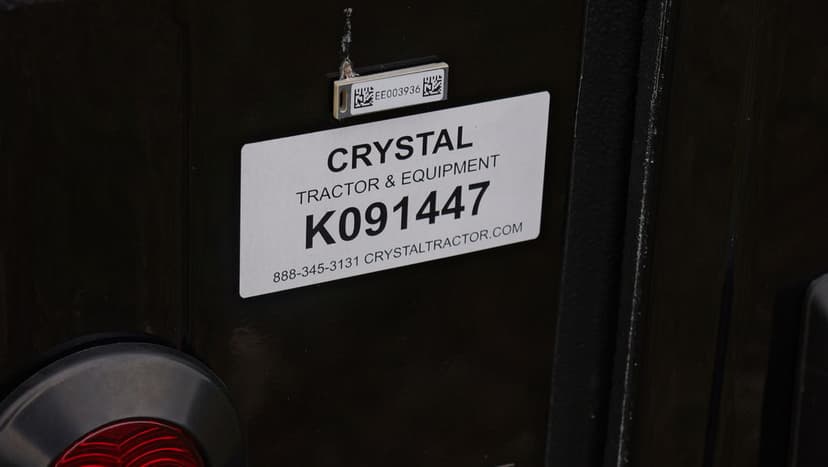 EE003936
CRYSTAL
TRACTOR & EQUIPMENT
K091447
888-345-3131 CRYSTALTRACTOR.COM